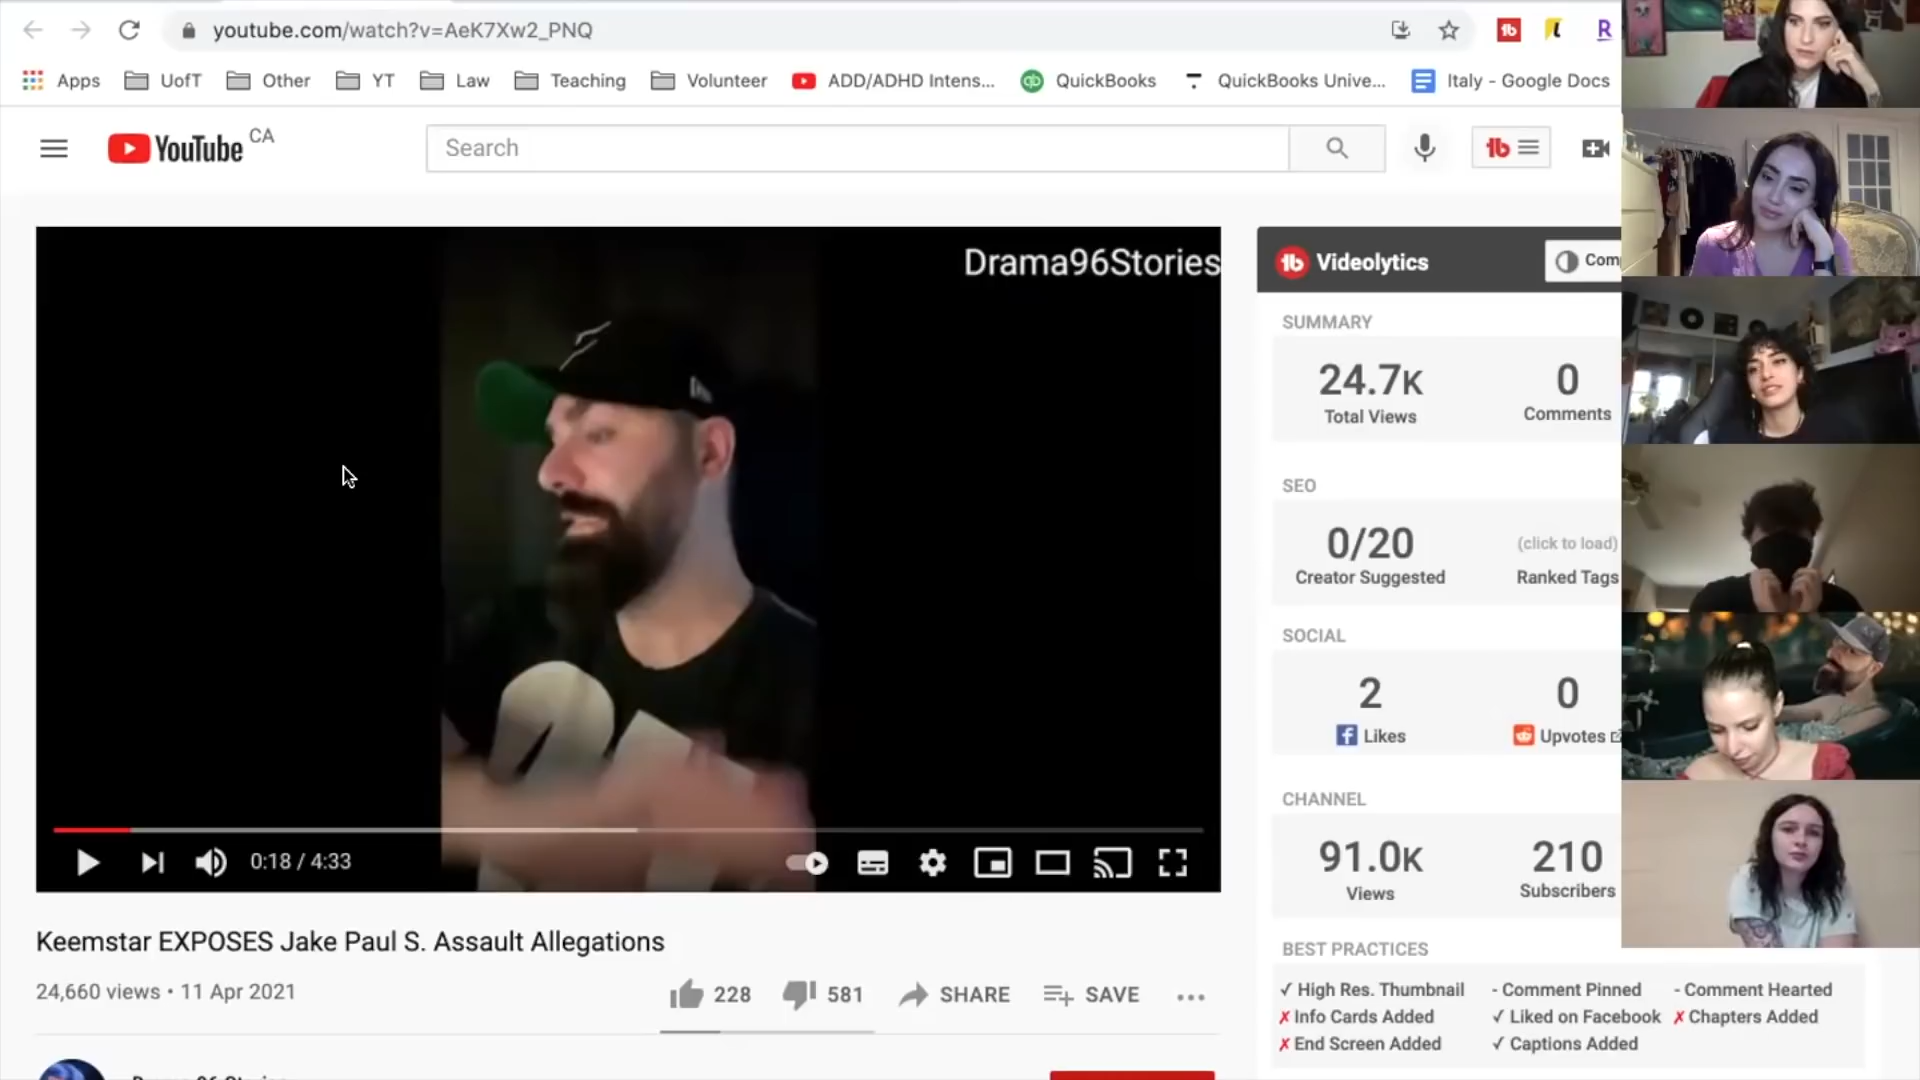 youtube.com/watch?v=AeK7Xw2_PNQ
Apps UofT Other YT Law Teaching Volunteer ADD/ADHD Intens... QuickBooks QuickBooks Unive... Italy - Google Docs
YouTube CA
Search
Drama96Stories
Videolytics
Com
SUMMARY
24.7K 0
Total Views Comments
SEO
0/20 (click to load)
Creator Suggested Ranked Tags
SOCIAL
2 0
Likes Upvotes
CHANNEL
91.0K 210
Views Subscribers
BEST PRACTICES
✓ High Res. Thumbnail - Comment Pinned - Comment Hearted
✗ Info Cards Added ✓ Liked on Facebook ✗ Chapters Added
✗ End Screen Added ✓ Captions Added
0:18 / 4:33
Keemstar EXPOSES Jake Paul S. Assault Allegations
24,660 views • 11 Apr 2021
228 581 SHARE SAVE